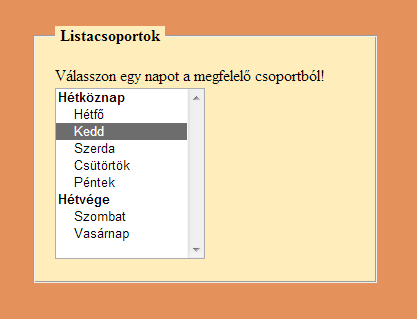 Listacsoportok
Válasszon egy napot a megfelelő csoportból!
Hétköznap
Hétfő
Kedd
Szerda
Csütörtök
Péntek
Hétvége
Szombat
Vasárnap